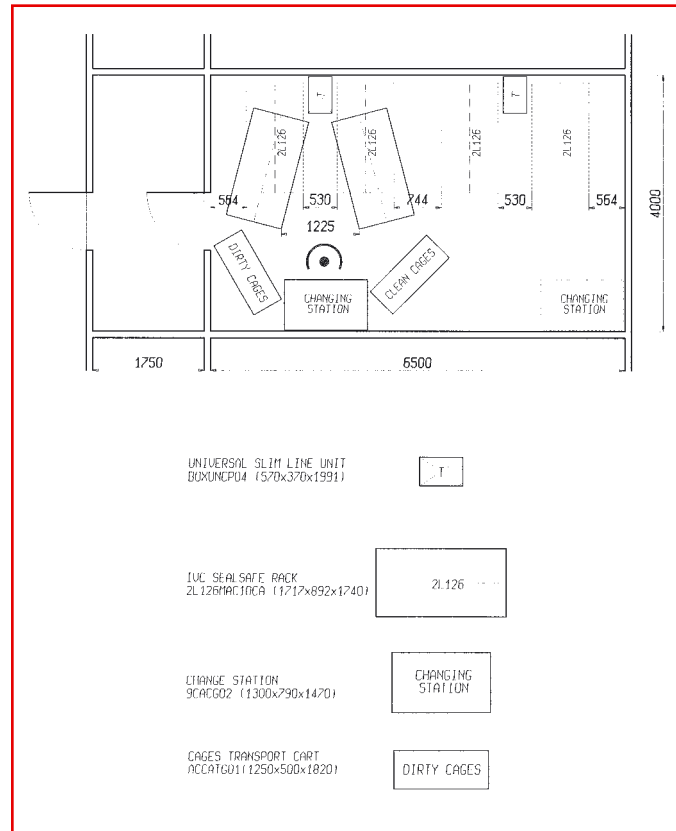 T
T
2L126
2L126
2L126
2L126
564
530
744
530
564
1225
4000
DIRTY CAGES
CLEAN CAGES
CHANGING
STATION
CHANGING
STATION
1750
6500
UNIVERSAL SLIM LINE UNIT
BOXUNCP04 (570x370x1991)
T
IVC SEALSAFE RACK
2L126MAC10CA (1717x892x1740)
2L126
CHANGE STATION
9CACG02 (1300x790x1470)
CHANGING
STATION
CAGES TRANSPORT CART
ACCATG01(1250x500x1820)
DIRTY CAGES